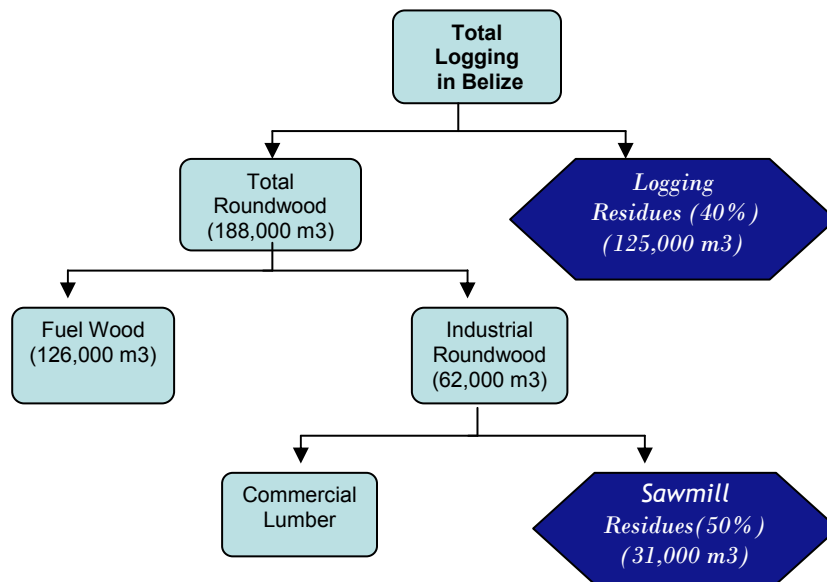 Total
Logging
in Belize
Total
Roundwood
(188,000 m3)
Logging
Residues (40%)
(125,000 m3)
Fuel Wood
(126,000 m3)
Industrial
Roundwood
(62,000 m3)
Commercial
Lumber
Sawmill
Residues(50%)
(31,000 m3)